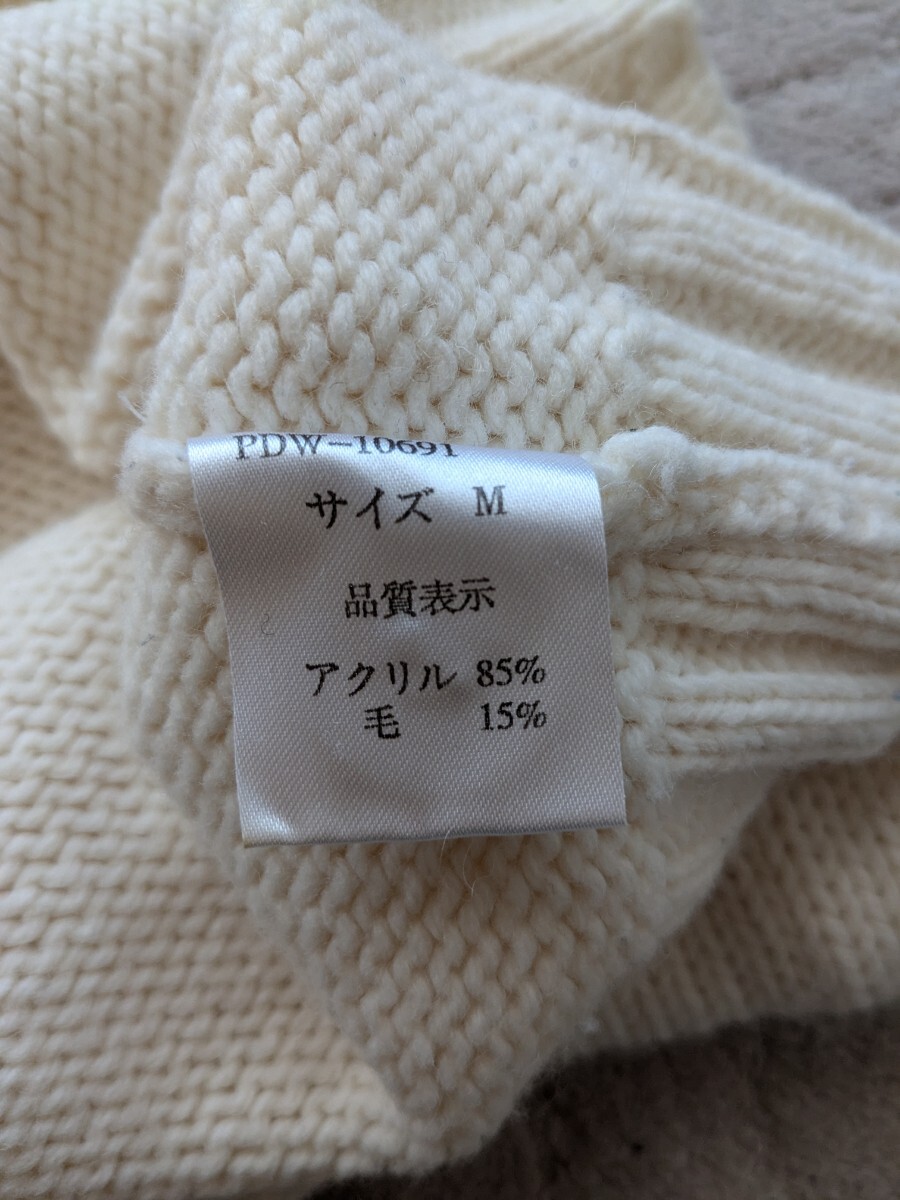 PDW-10691
サイズ M
品質表示
アクリル 85%
毛 15%